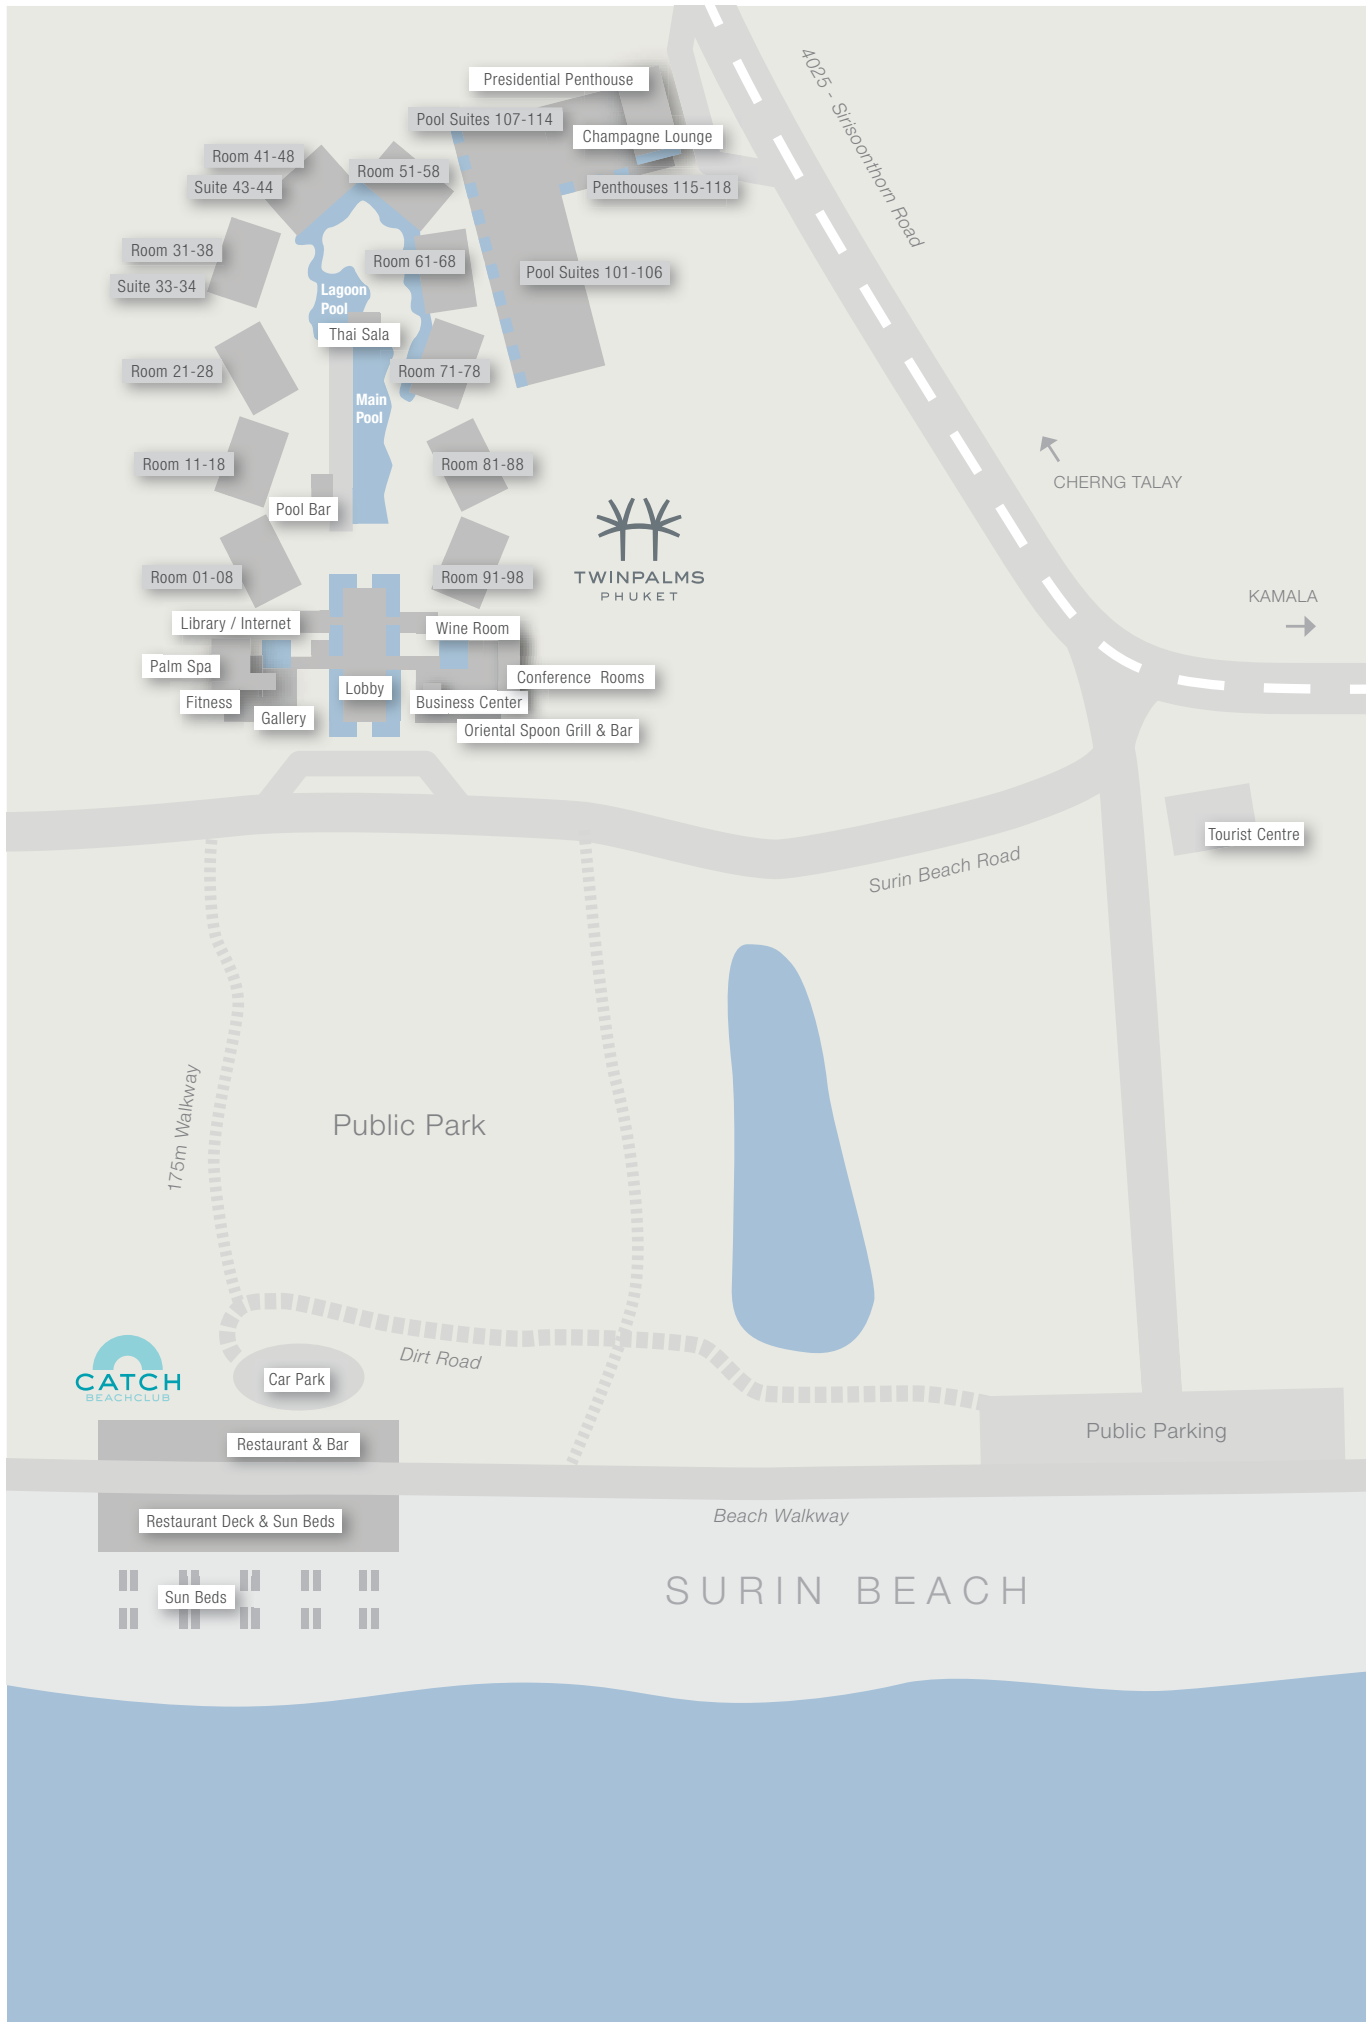 Presidential Penthouse
4025 - Sirisoonthorn Road
Pool Suites 107-114
Champagne Lounge
Room 41-48
Room 51-58
Suite 43-44
Penthouses 115-118
Room 31-38
Room 61-68
Pool Suites 101-106
Suite 33-34
Lagoon
Pool
Thai Sala
Room 21-28
Room 71-78
Main
Pool
Room 11-18
Room 81-88
CHERNG TALAY
Pool Bar
Room 01-08
Room 91-98
TWINPALMS
PHUKET
KAMALA
Library / Internet
Wine Room
Palm Spa
Conference Rooms
Lobby
Fitness
Business Center
Gallery
Oriental Spoon Grill & Bar
Tourist Centre
Surin Beach Road
175m Walkway
Public Park
Dirt Road
CATCH
BEACHCLUB
Car Park
Public Parking
Restaurant & Bar
Beach Walkway
Restaurant Deck & Sun Beds
SURIN BEACH
Sun Beds